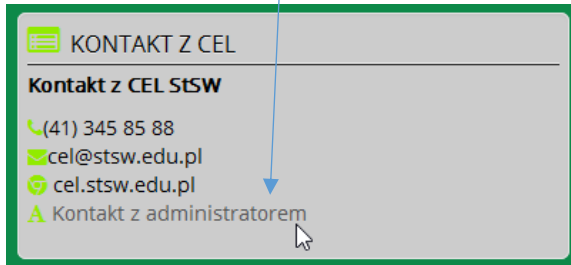 KONTAKT Z CEL
Kontakt z CEL StSW
(41) 345 85 88
cel@stsw.edu.pl
cel.stsw.edu.pl
A Kontakt z administratorem